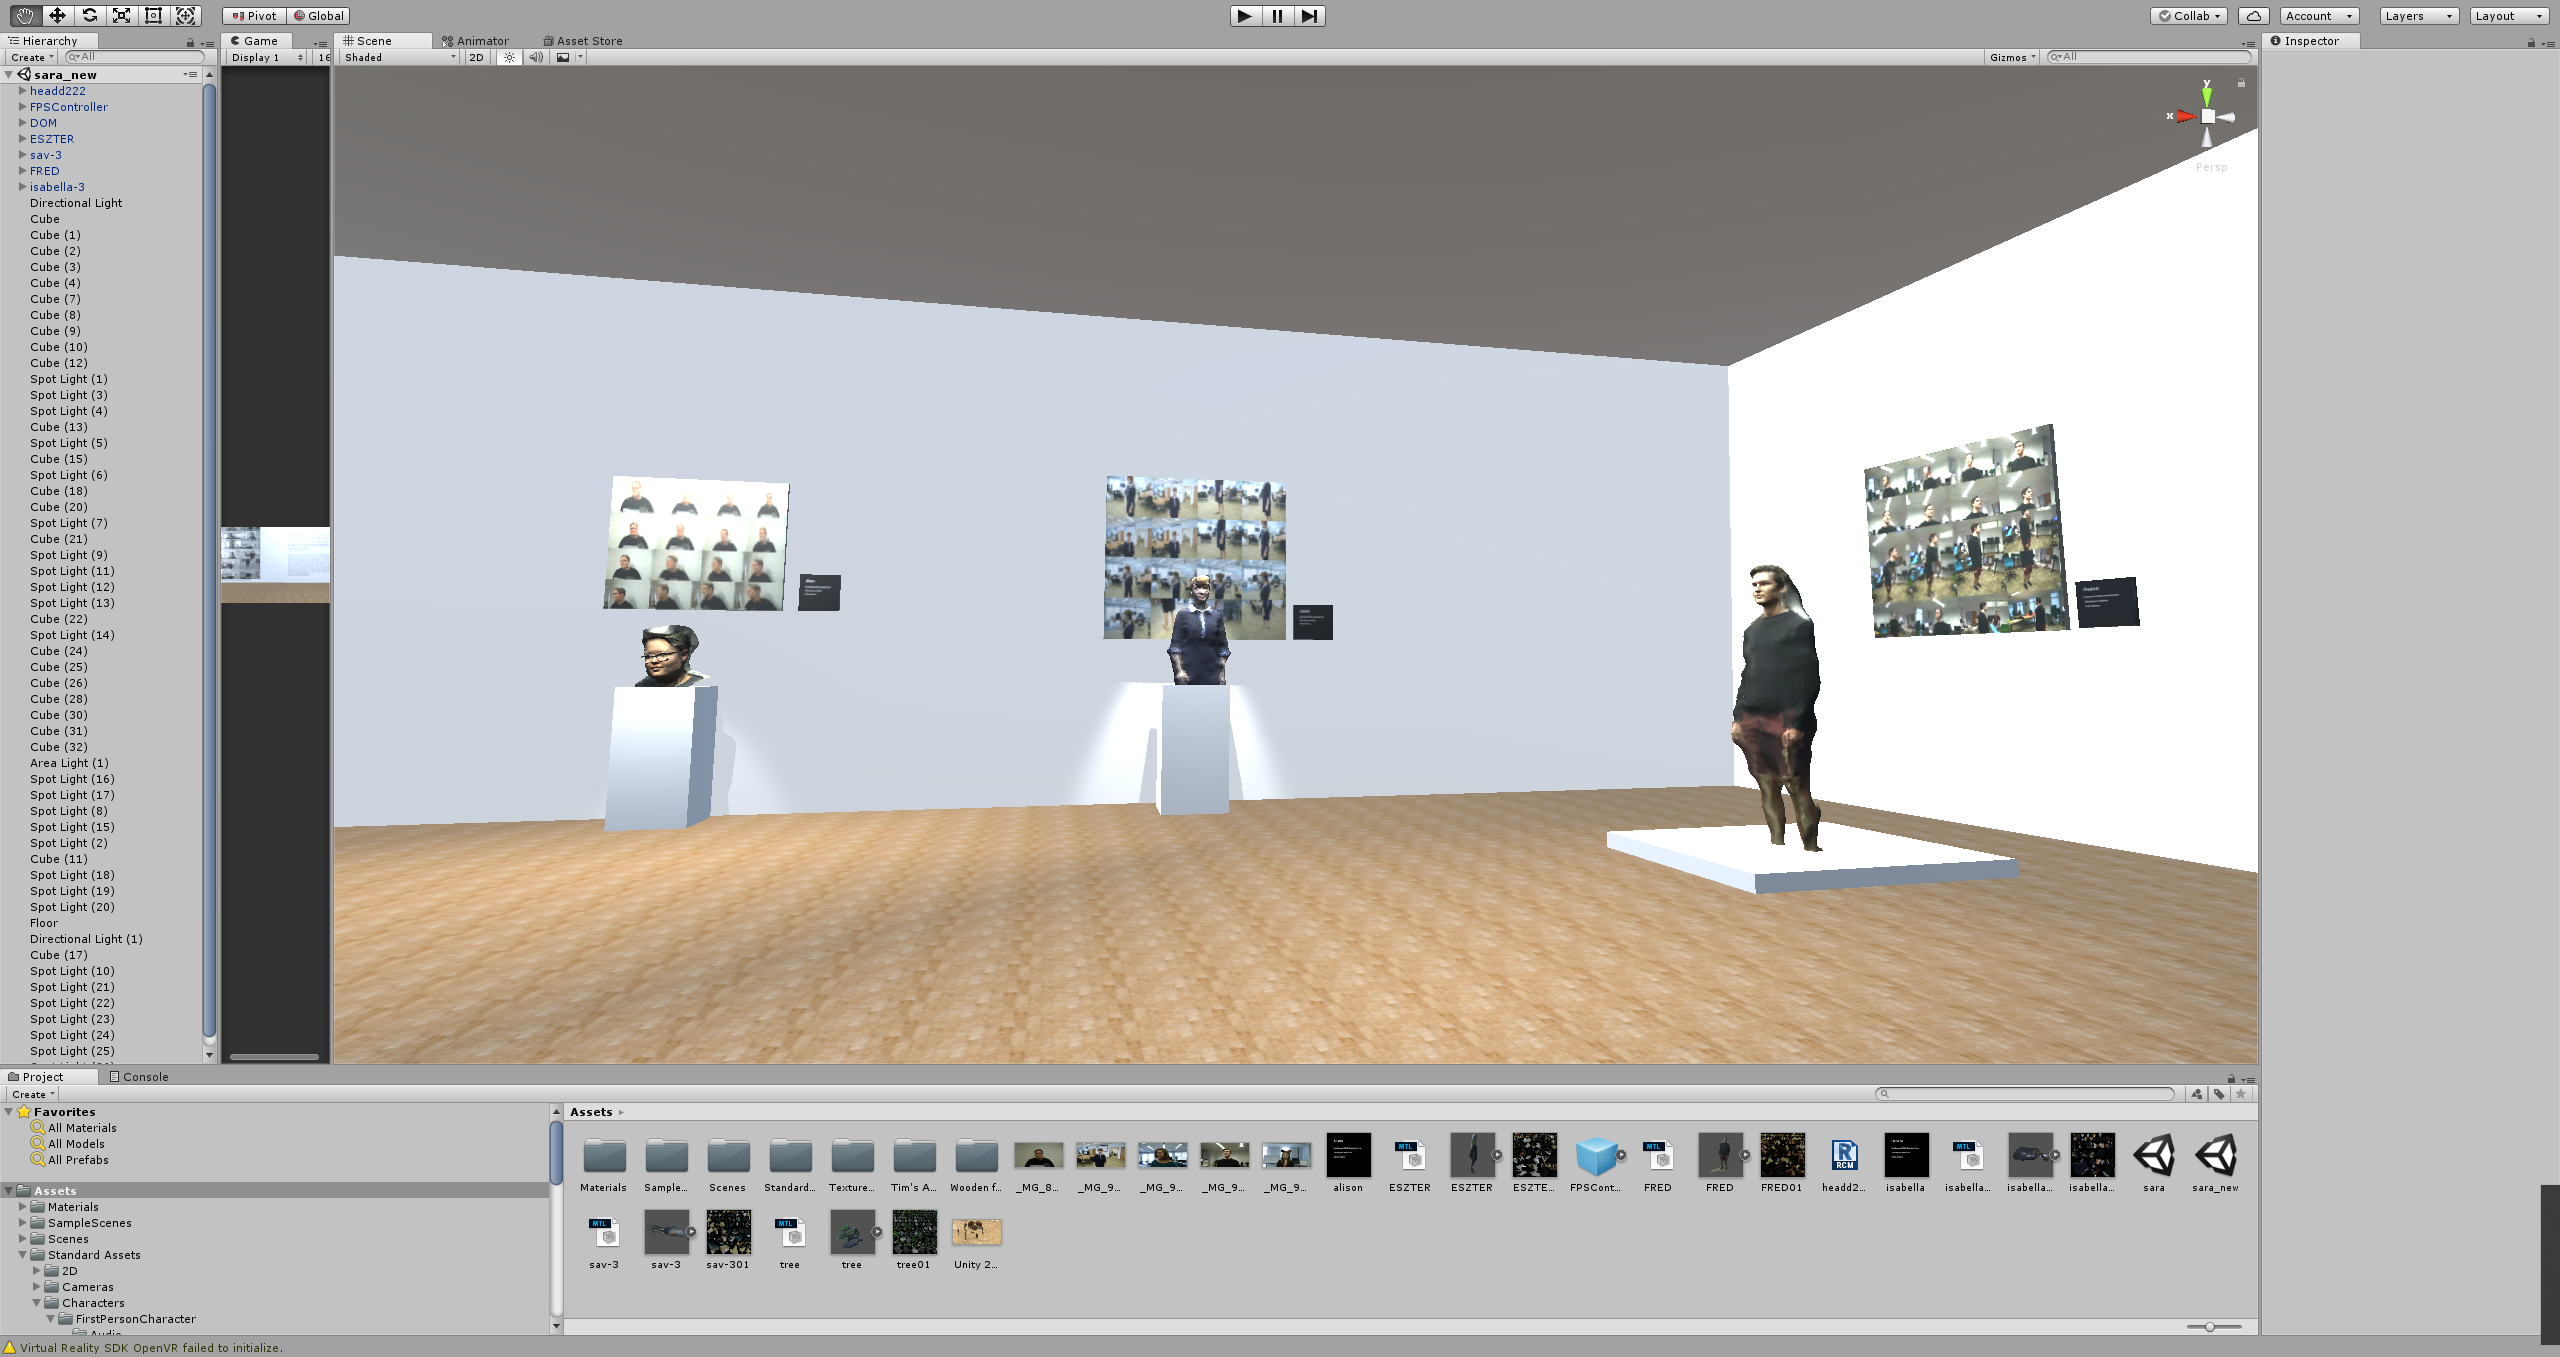 Pivot Global Collab Account Layers Layout
Hierarchy
Create All
sara_new
headd222
FPSController
DOM
ESZTER
sav-3
FRED
isabella-3
Directional Light
Cube
Cube (1)
Cube (2)
Cube (3)
Cube (4)
Cube (7)
Cube (8)
Cube (9)
Cube (10)
Cube (12)
Spot Light (1)
Spot Light (3)
Spot Light (4)
Cube (13)
Spot Light (5)
Cube (15)
Spot Light (6)
Cube (18)
Cube (20)
Spot Light (7)
Cube (21)
Spot Light (9)
Spot Light (11)
Spot Light (12)
Spot Light (13)
Cube (22)
Spot Light (14)
Cube (24)
Cube (25)
Cube (26)
Cube (28)
Cube (30)
Cube (31)
Cube (32)
Area Light (1)
Spot Light (16)
Spot Light (17)
Spot Light (8)
Spot Light (15)
Spot Light (2)
Cube (11)
Spot Light (18)
Spot Light (19)
Spot Light (20)
Floor
Directional Light (1)
Cube (17)
Spot Light (10)
Spot Light (21)
Spot Light (22)
Spot Light (23)
Spot Light (24)
Spot Light (25)
Game
Display 1 16
Scene Animator Asset Store
Shaded 2D Gizmos All
y
x
Persp
Inspector
Project Console
Create
Favorites
All Materials
All Models
All Prefabs
Assets
Materials
SampleScenes
Scenes
Standard Assets
2D
Cameras
Characters
FirstPersonCharacter
Audio
Assets
MTL MTL RCM MTL
Materials Sample... Scenes Standard... Texture... Tim's A... Wooden f... _MG_8... _MG_9... _MG_9... _MG_9... _MG_9... alison ESZTER ESZTER ESZTE... FPSCont... FRED FRED FRED01 headd2... isabella isabella... isabella... isabella... sara sara_new
MTL MTL
sav-3 sav-3 sav-301 tree tree tree01 Unity 2...
Virtual Reality SDK OpenVR failed to initialize.